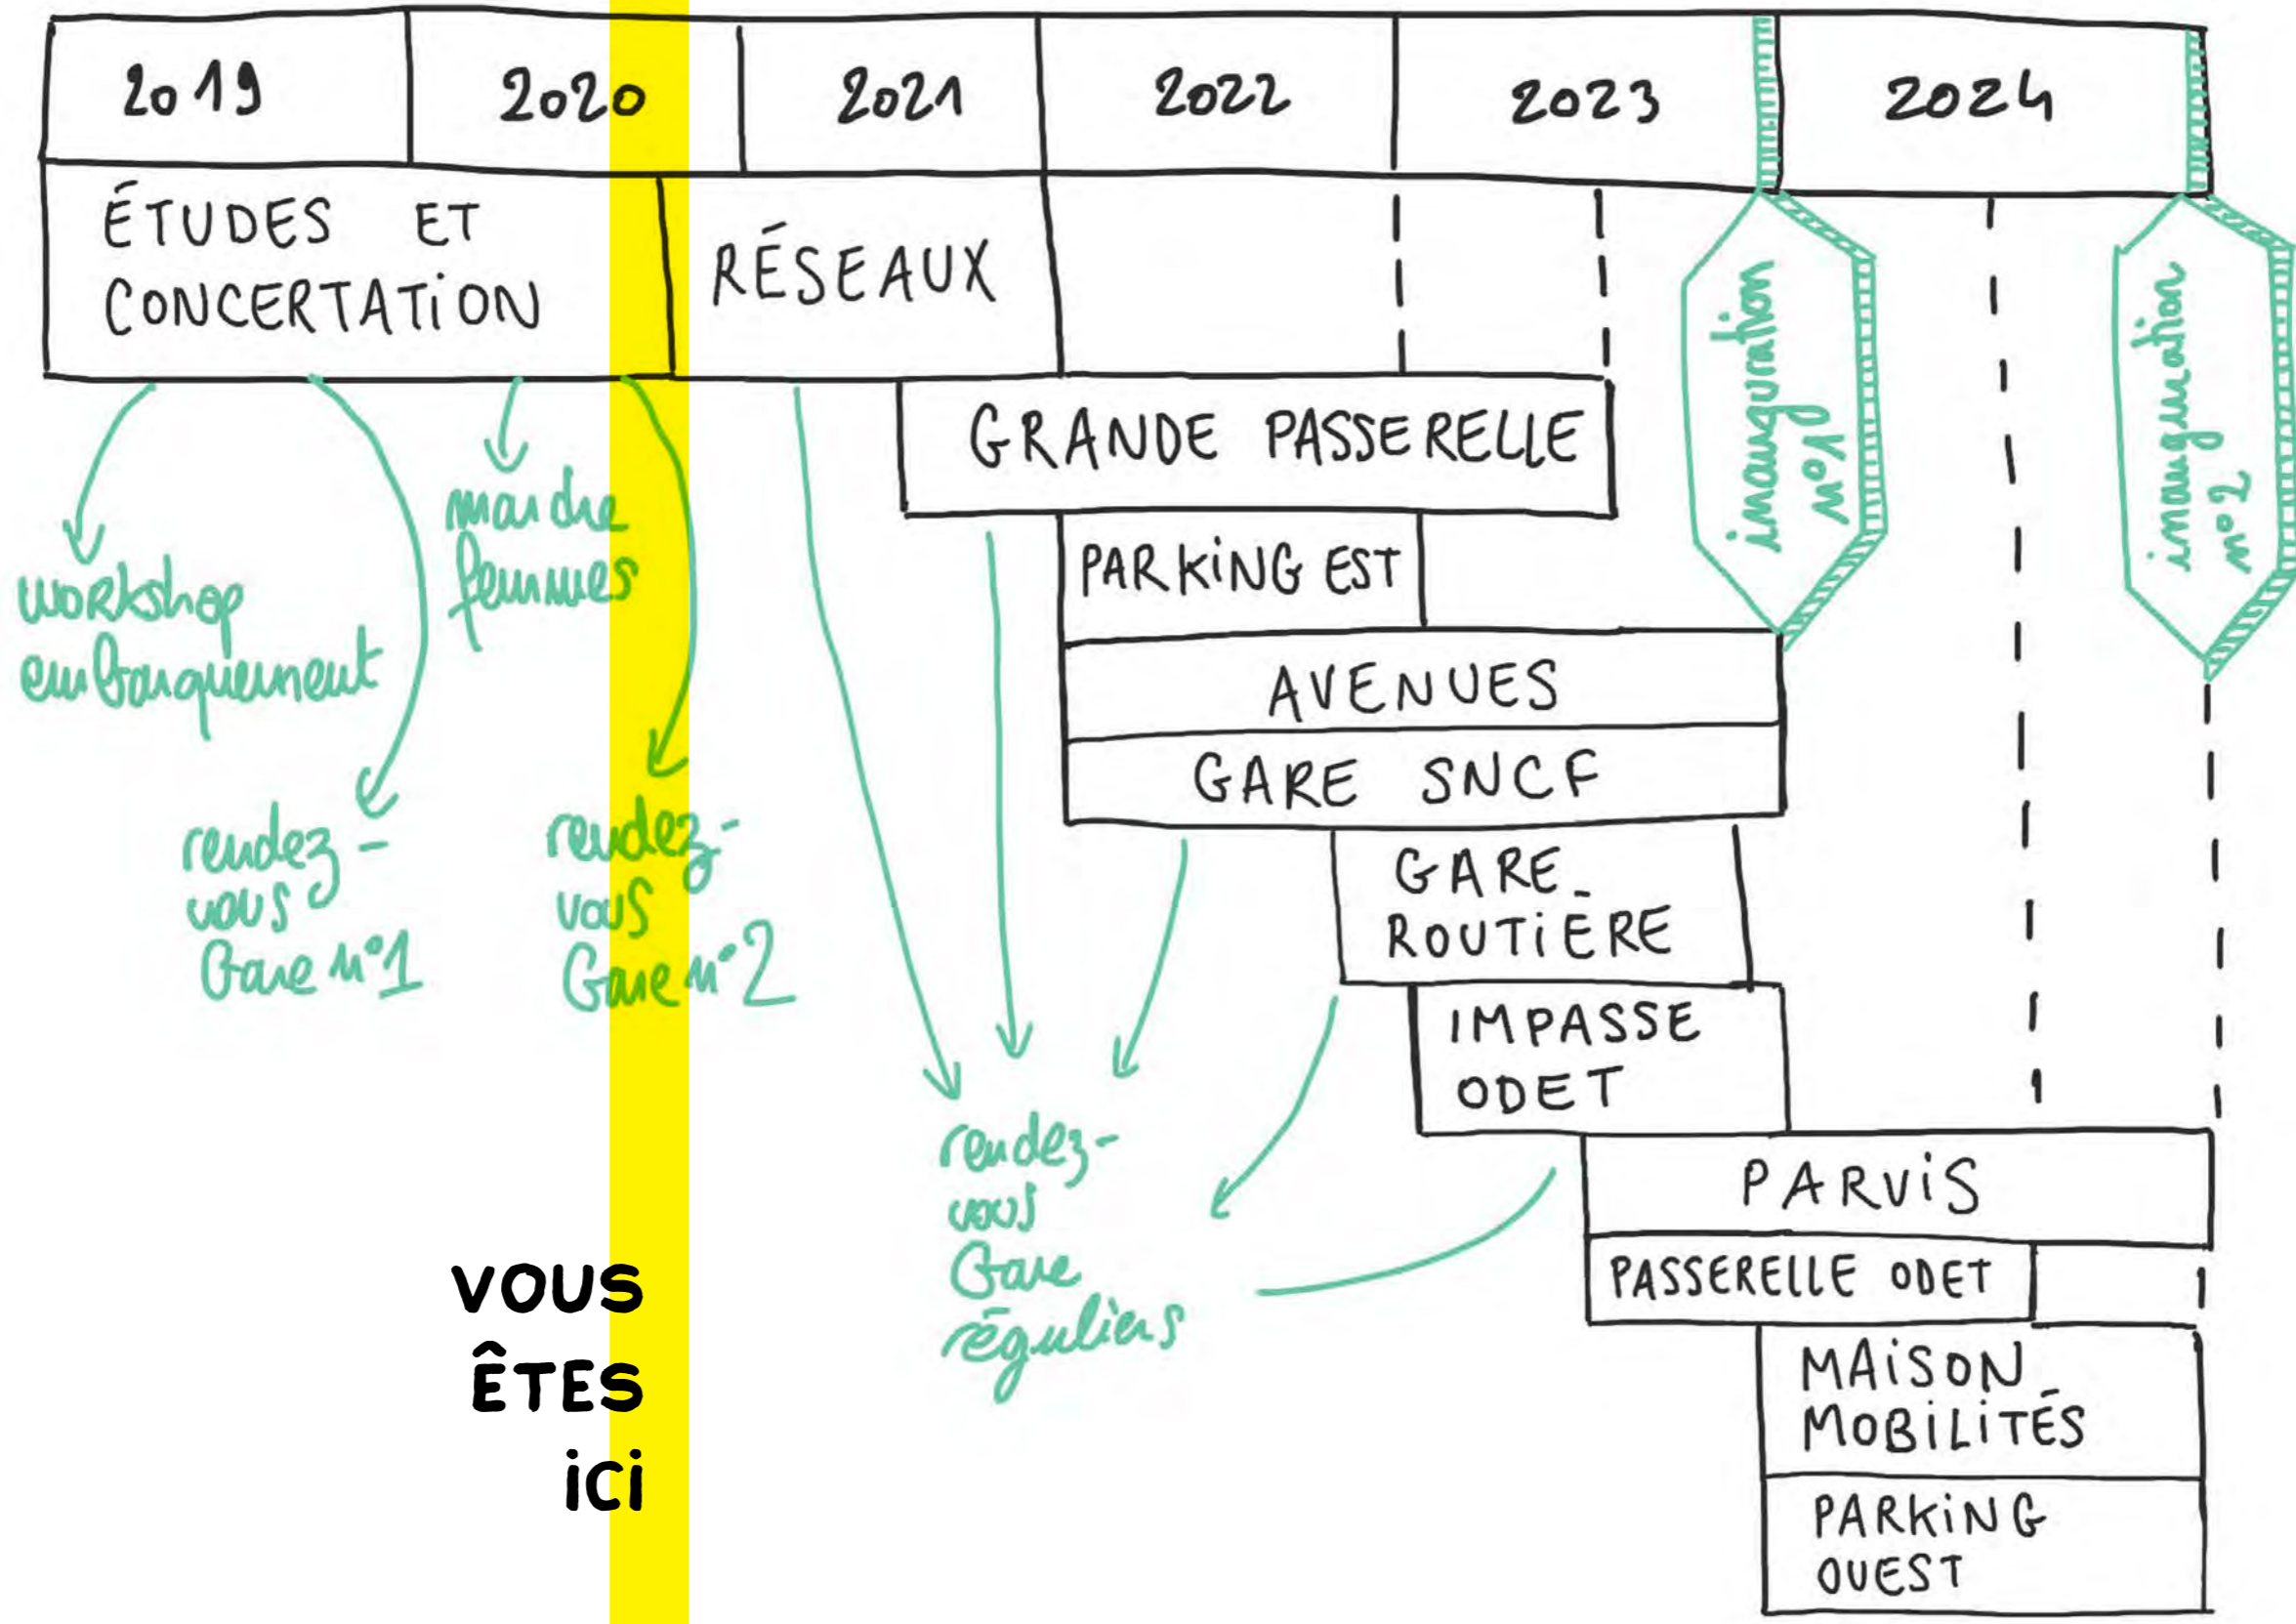 2019 2020 2021 2022 2023 2024
ÉTUDES ET
CONCERTATION
RÉSEAUX
GRANDE PASSERELLE
PARKING EST
AVENUES
GARE SNCF
GARE
ROUTIÈRE
IMPASSE
ODET
PARVIS
PASSERELLE ODET
MAISON
MOBILITÉS
PARKING
OUEST
inauguration
n°1
inauguration
n°2
workshop
embarquement
rendez-
vous
Gare n°1
marche
femmes
rendez-
vous
Gare n°2
rendez-
vous
Gare
réguliers
VOUS
ÊTES
iCi